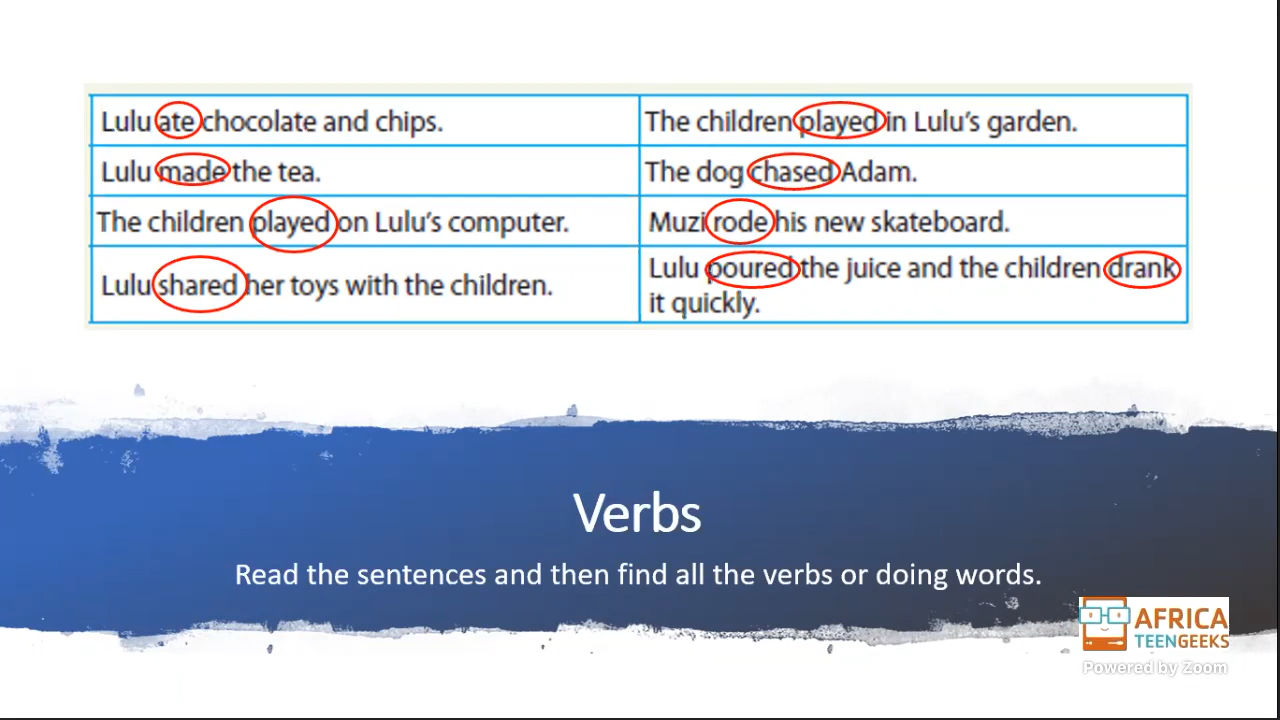 Lulu ate chocolate and chips.
The children played in Lulu's garden.
Lulu made the tea.
The dog chased Adam.
The children played on Lulu's computer.
Muzi rode his new skateboard.
Lulu shared her toys with the children.
Lulu poured the juice and the children drank
it quickly.
Verbs
Read the sentences and then find all the verbs or doing words.
AFRICA
TEENGEEKS
Powered by Zoom